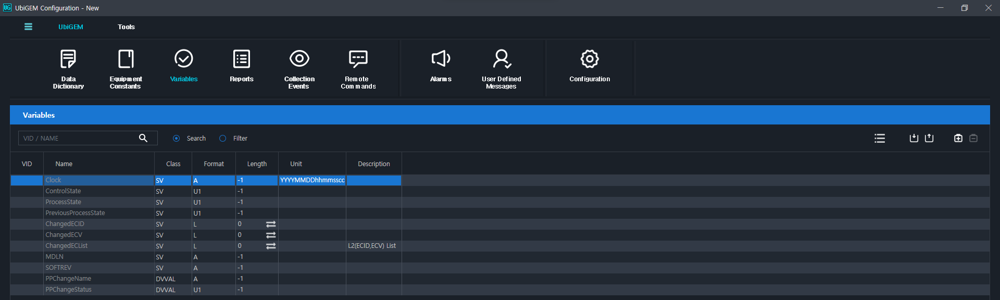 UG UbiGEM Configuration - New
UbiGEM Tools
Data Dictionary
Equipment Constants
Variables
Reports
Collection Events
Remote Commands
Alarms
User Defined Messages
Configuration
Variables
VID / NAME Search Filter
VID Name Class Format Length Unit Description
Clock SV A -1 YYYYMMDDhhmmsscc
ControlState SV U1 -1
ProcessState SV U1 -1
PreviousProcessState SV U1 -1
ChangedECID SV L 0
ChangedECV SV L 0
ChangedECList SV L 0 L2(ECID,ECV) List
MDLN SV A -1
SOFTREV SV A -1
PPChangeName DVVAL A -1
PPChangeStatus DVVAL U1 -1